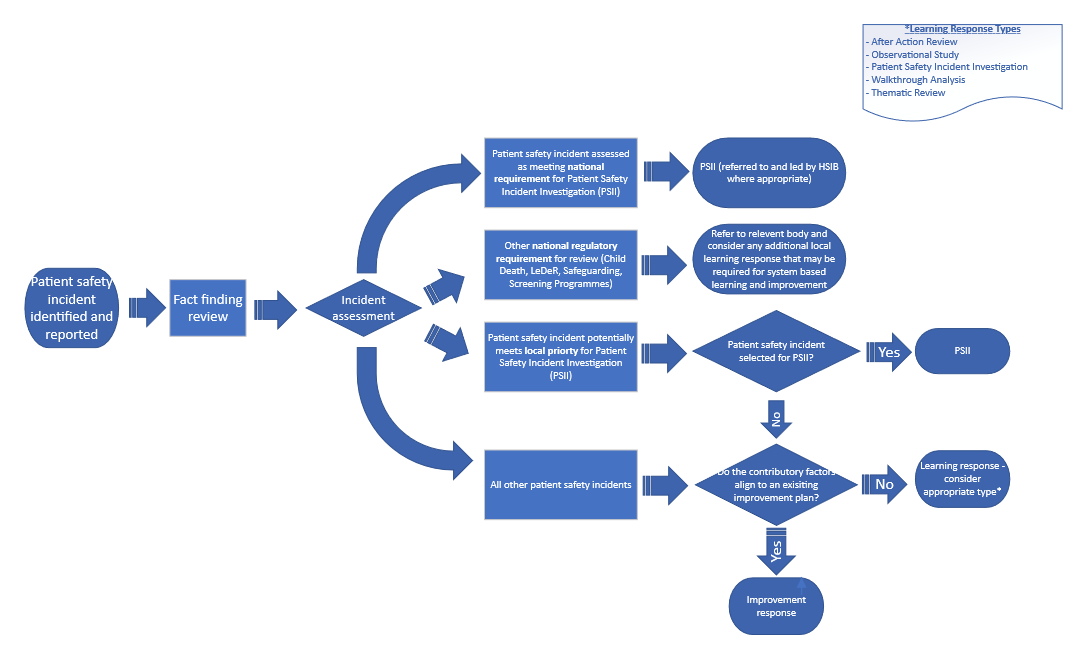 *Learning Response Types
- After Action Review
- Observational Study
- Patient Safety Incident Investigation
- Walkthrough Analysis
- Thematic Review
Patient safety
incident
identified and
reported
Fact finding
review
Incident
assessment
Patient safety incident assessed
as meeting national
requirement for Patient Safety
Incident Investigation (PSII)
PSII (referred to and led by HSIB
where appropriate)
Other national regulatory
requirement for review (Child
Death, LeDeR, Safeguarding,
Screening Programmes)
Refer to relevent body and
consider any additional local
learning response that may be
required for system based
learning and improvement
Patient safety incident potentially
meets local priorty for Patient
Safety Incident Investigation
(PSII)
Patient safety incident
selected for PSII?
Yes
PSII
No
All other patient safety incidents
Do the contributory factors
align to an exisiting
improvement plan?
No
Learning response -
consider
appropriate type*
Yes
Improvement
response